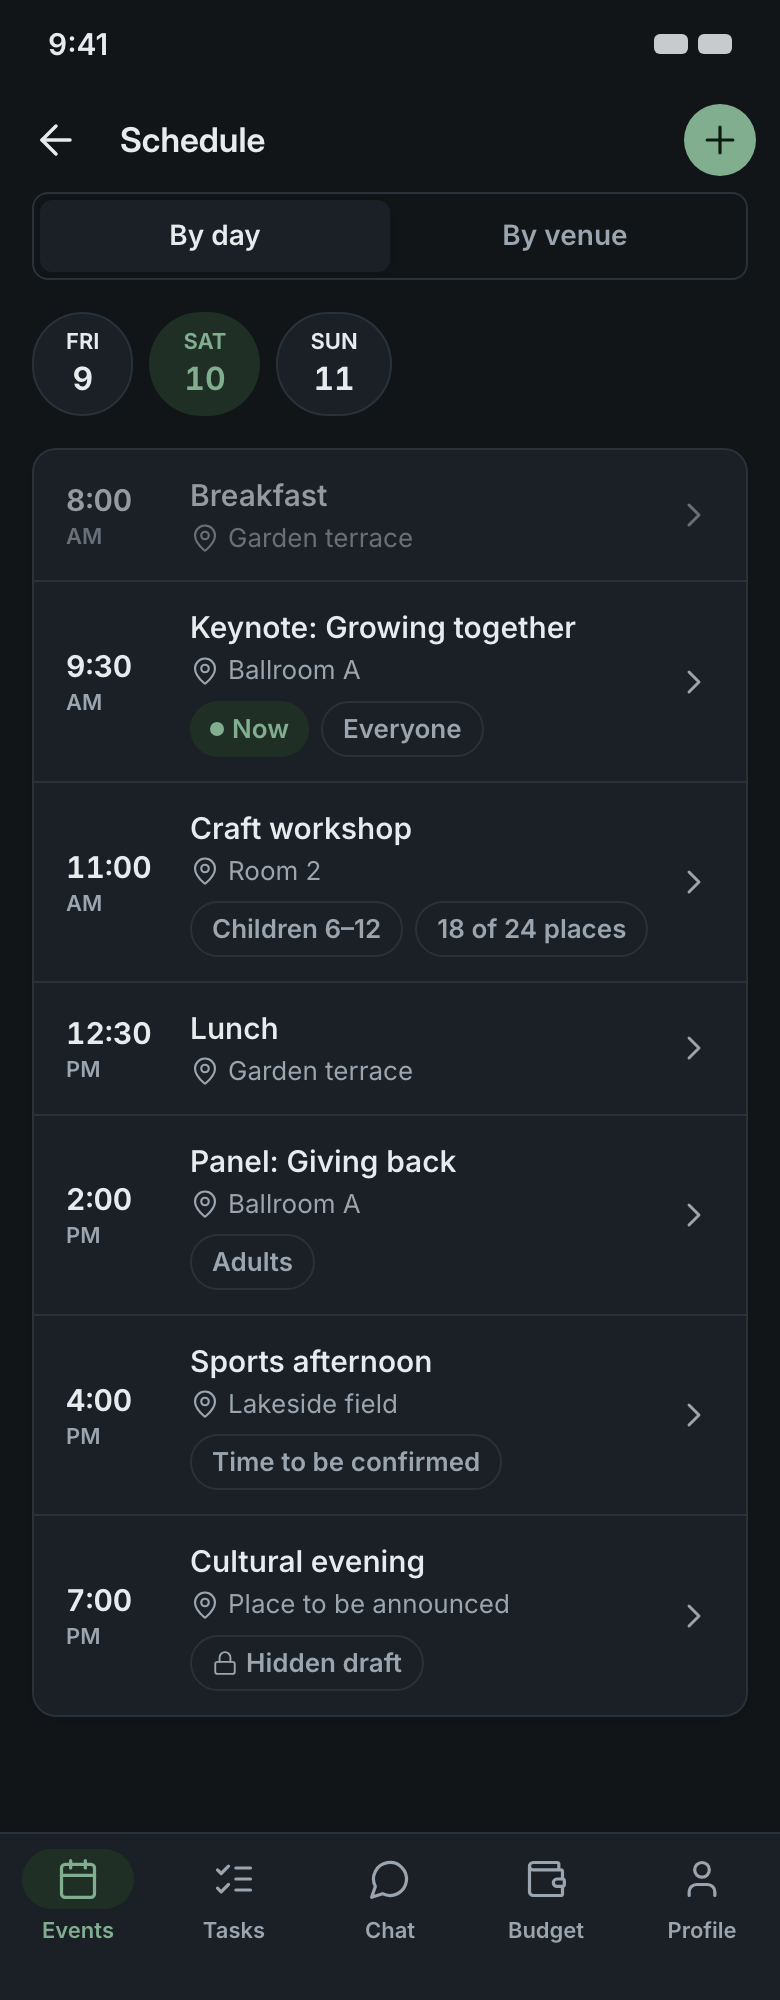 9:41
Schedule
By day
By venue
FRI
9
SAT
10
SUN
11
8:00
AM
Breakfast
Garden terrace
9:30
AM
Keynote: Growing together
Ballroom A
Now
Everyone
11:00
AM
Craft workshop
Room 2
Children 6–12
18 of 24 places
12:30
PM
Lunch
Garden terrace
2:00
PM
Panel: Giving back
Ballroom A
Adults
4:00
PM
Sports afternoon
Lakeside field
Time to be confirmed
7:00
PM
Cultural evening
Place to be announced
Hidden draft
Events
Tasks
Chat
Budget
Profile